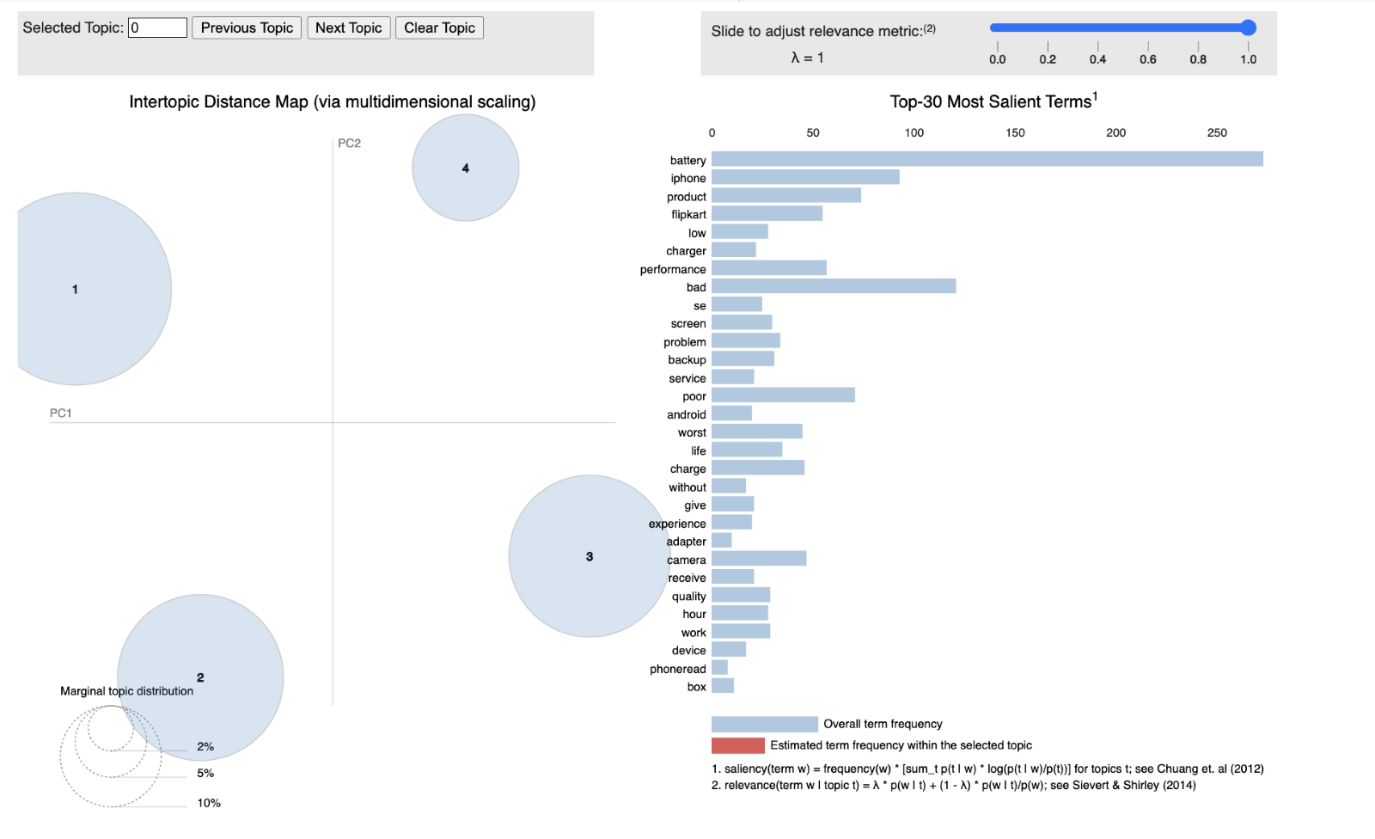 Selected Topic: 0 Previous Topic Next Topic Clear Topic
Slide to adjust relevance metric:(2)
λ = 1
0.0 0.2 0.4 0.6 0.8 1.0
Intertopic Distance Map (via multidimensional scaling)
PC2
PC1
4
1
3
2
Marginal topic distribution
2%
5%
10%
Top-30 Most Salient Terms1
0 50 100 150 200 250
battery
iphone
product
flipkart
low
charger
performance
bad
se
screen
problem
backup
service
poor
android
worst
life
charge
without
give
experience
adapter
camera
receive
quality
hour
work
device
phoneread
box
Overall term frequency
Estimated term frequency within the selected topic
1. saliency(term w) = frequency(w) * [sum_t p(t | w) * log(p(t | w)/p(t))] for topics t; see Chuang et. al (2012)
2. relevance(term w | topic t) = λ * p(w | t) + (1 - λ) * p(w | t)/p(w); see Sievert & Shirley (2014)